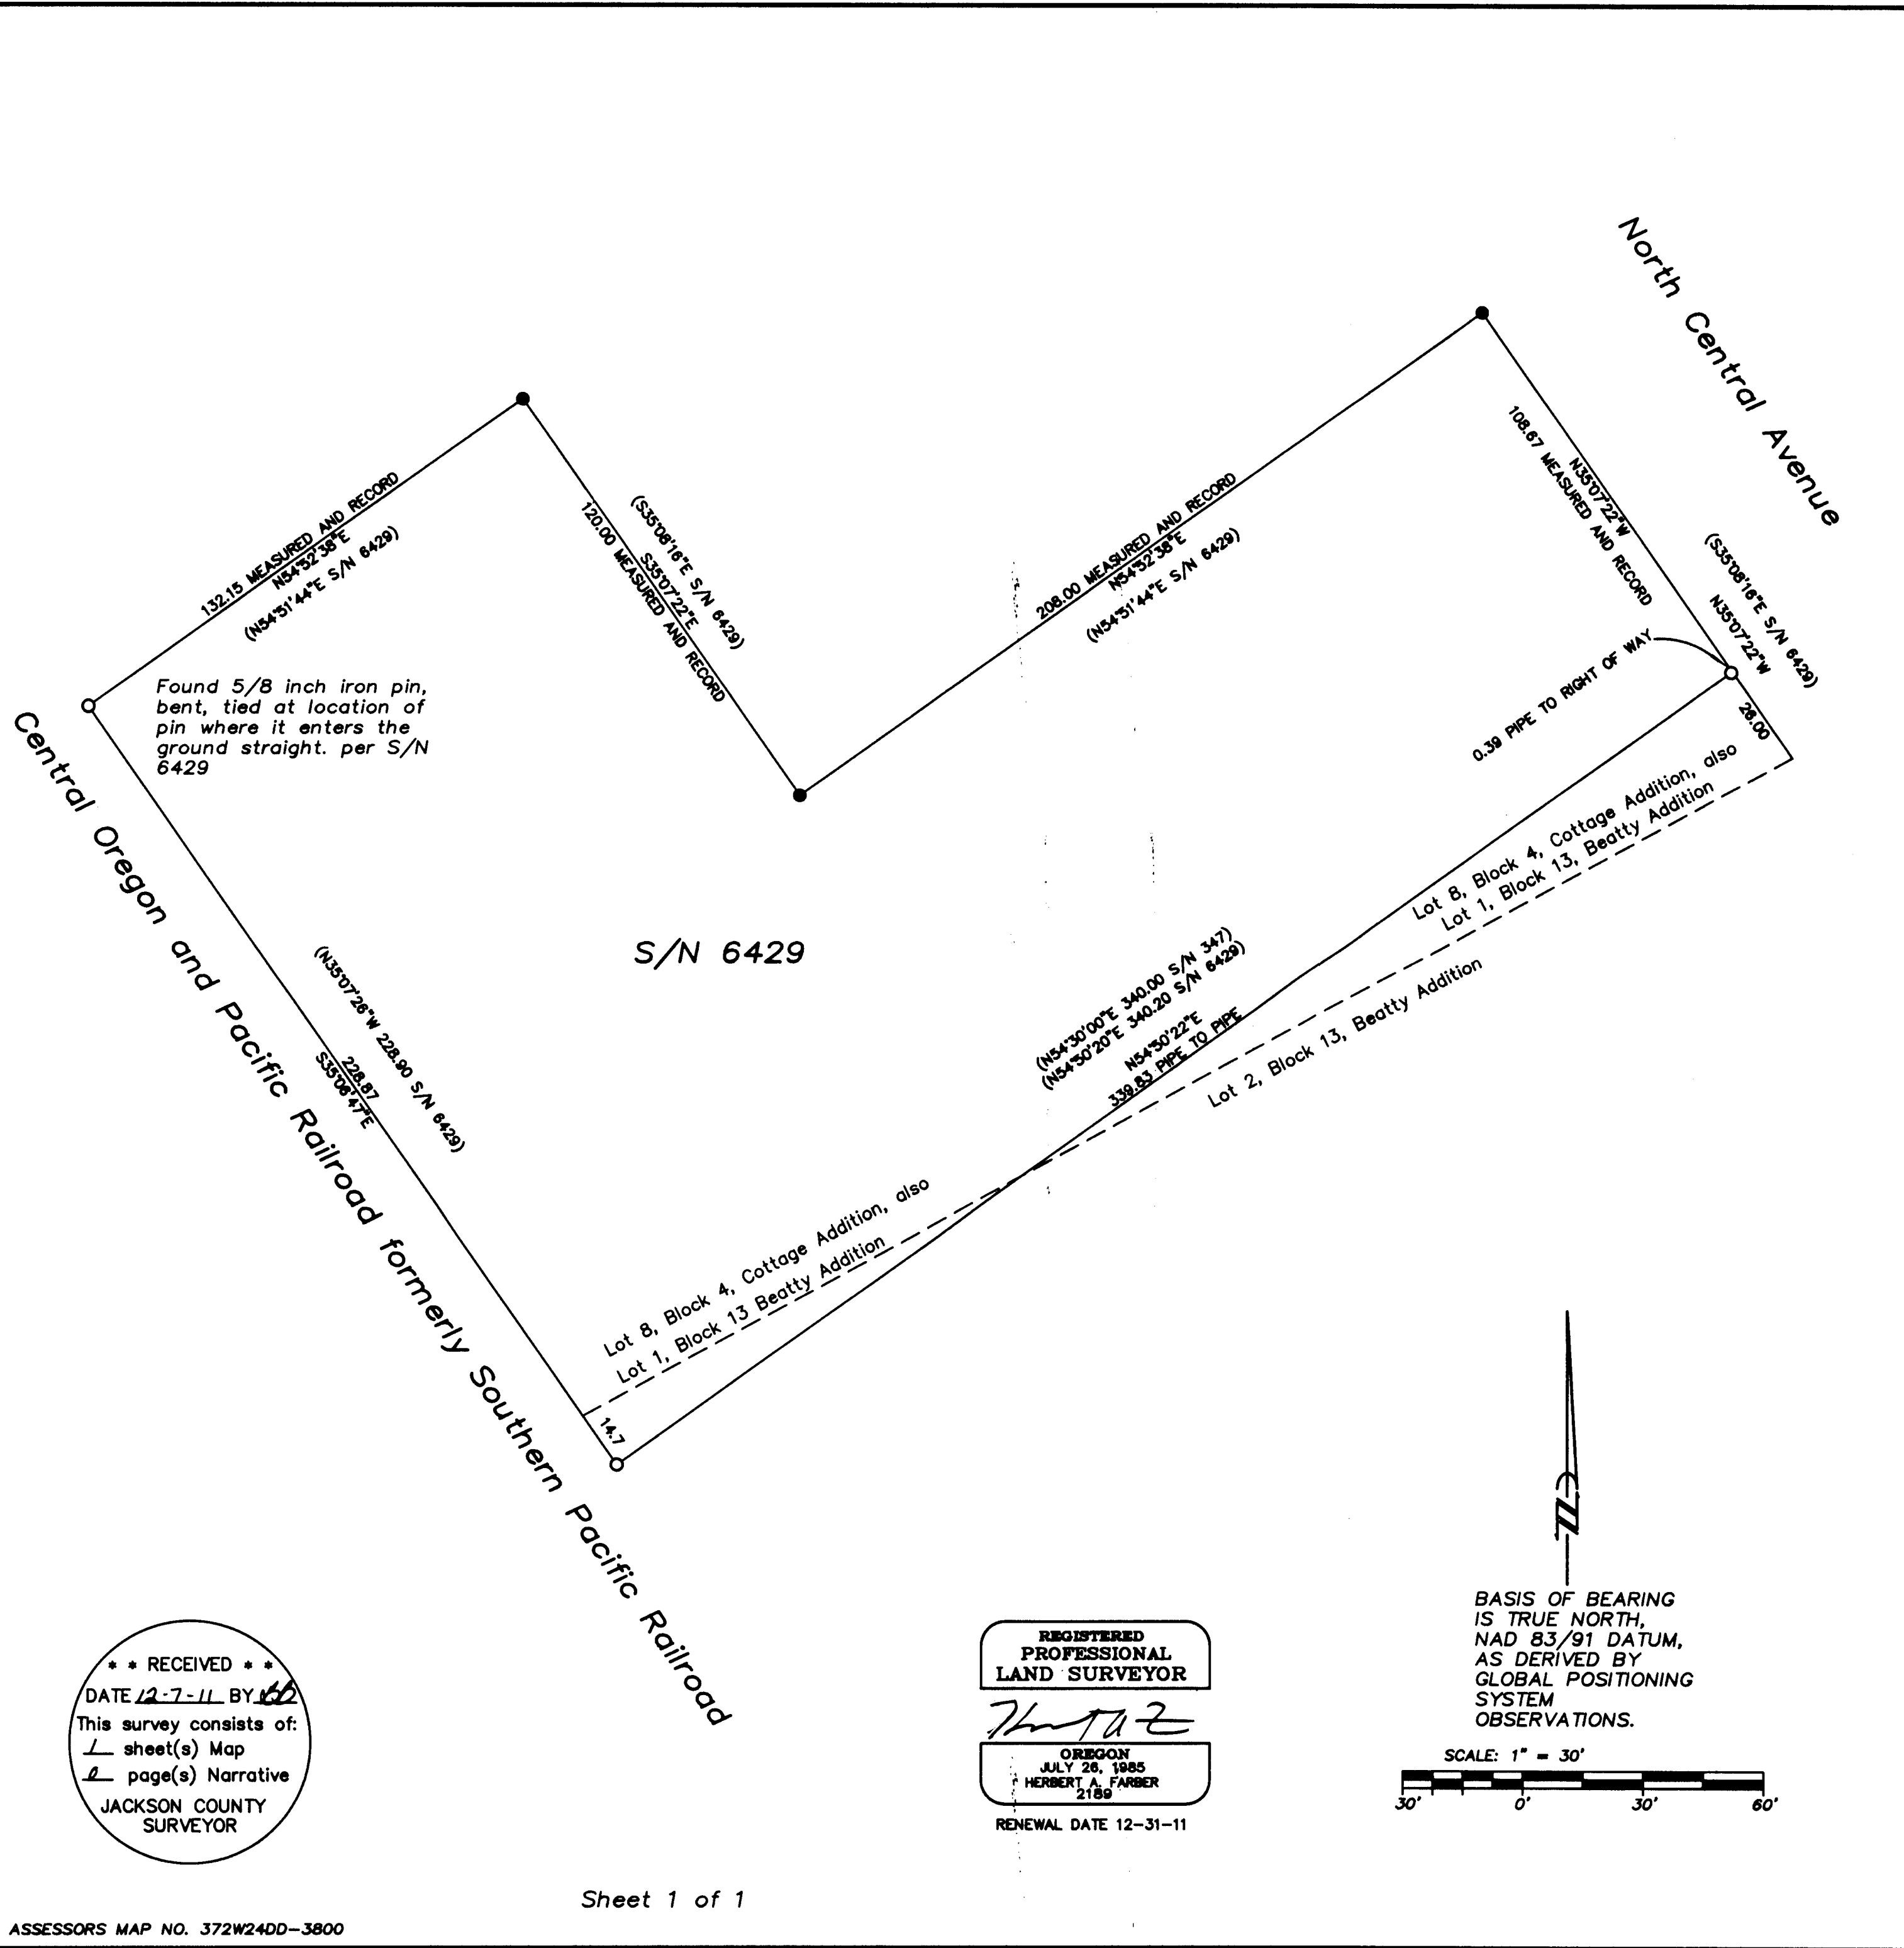 North Central Avenue
132.15 MEASURED AND RECORD
N54°52'38"E
(N54°51'44"E S/N 6429)
(S35°08'16"E S/N 6429)
S35°07'22"E
120.00 MEASURED AND RECORD
208.00 MEASURED AND RECORD
N54°52'38"E
(N54°51'44"E S/N 6429)
N35°07'22"W
108.67 MEASURED AND RECORD
(S35°08'16"E S/N 6429)
N35°07'22"W
26.00
0.39 PIPE TO RIGHT OF WAY
Found 5/8 inch iron pin,
bent, tied at location of
pin where it enters the
ground straight. per S/N
6429
Central Oregon and Pacific Railroad formerly Southern Pacific Railroad
S/N 6429
Lot 8, Block 4, Cottage Addition, also
Lot 1, Block 13, Beatty Addition
Lot 2, Block 13, Beatty Addition
(N54°30'00"E 340.00 S/N 347)
(N54°50'20"E 340.20 S/N 6429)
N54°50'22"E
339.83 PIPE TO PIPE
(N35°07'26"W 228.90 S/N 6429)
228.87
S35°06'47"E
Lot 8, Block 4, Cottage Addition, also
Lot 1, Block 13 Beatty Addition
14.7
BASIS OF BEARING
IS TRUE NORTH,
NAD 83/91 DATUM,
AS DERIVED BY
GLOBAL POSITIONING
SYSTEM
OBSERVATIONS.
SCALE: 1" = 30'
30' 0' 30' 60'
* * RECEIVED * *
DATE 12-7-11 BY
This survey consists of:
1 sheet(s) Map
0 page(s) Narrative
JACKSON COUNTY
SURVEYOR
REGISTERED
PROFESSIONAL
LAND SURVEYOR
OREGON
JULY 26, 1985
HERBERT A. FARBER
2189
RENEWAL DATE 12-31-11
Sheet 1 of 1
ASSESSORS MAP NO. 372W24DD-3800